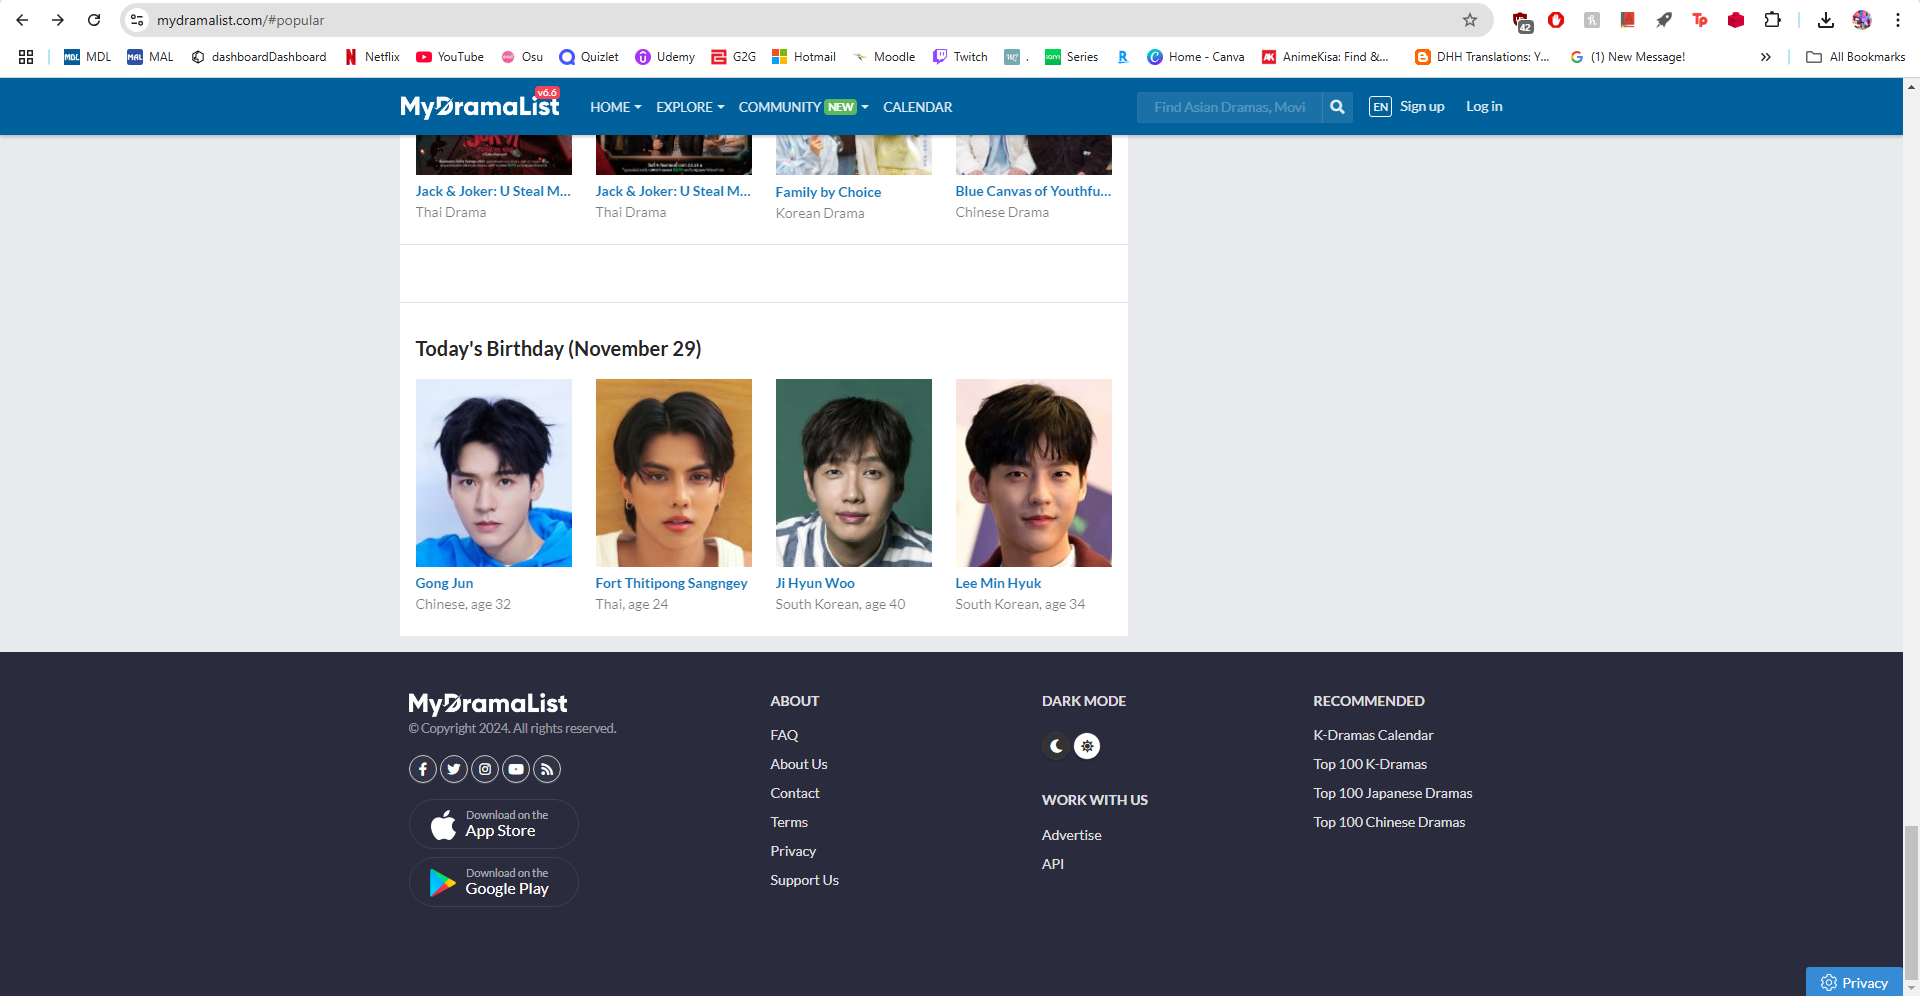 mydramalist.com/#popular
42
MDL
MAL
dashboardDashboard
Netflix
YouTube
Osu
Quizlet
Udemy
G2G
Hotmail
Moodle
Twitch
.
Series
Home - Canva
AnimeKisa: Find &...
DHH Translations: Y...
(1) New Message!
All Bookmarks
MyDramaList
v6.6
HOME
EXPLORE
COMMUNITY NEW
CALENDAR
Find Asian Dramas, Movi
EN
Sign up
Log in
Jack & Joker: U Steal M...
Thai Drama
Jack & Joker: U Steal M...
Thai Drama
Family by Choice
Korean Drama
Blue Canvas of Youthfu...
Chinese Drama
Today's Birthday (November 29)
Gong Jun
Chinese, age 32
Fort Thitipong Sangngey
Thai, age 24
Ji Hyun Woo
South Korean, age 40
Lee Min Hyuk
South Korean, age 34
MyDramaList
© Copyright 2024. All rights reserved.
Download on the
App Store
Download on the
Google Play
ABOUT
FAQ
About Us
Contact
Terms
Privacy
Support Us
DARK MODE
WORK WITH US
Advertise
API
RECOMMENDED
K-Dramas Calendar
Top 100 K-Dramas
Top 100 Japanese Dramas
Top 100 Chinese Dramas
Privacy